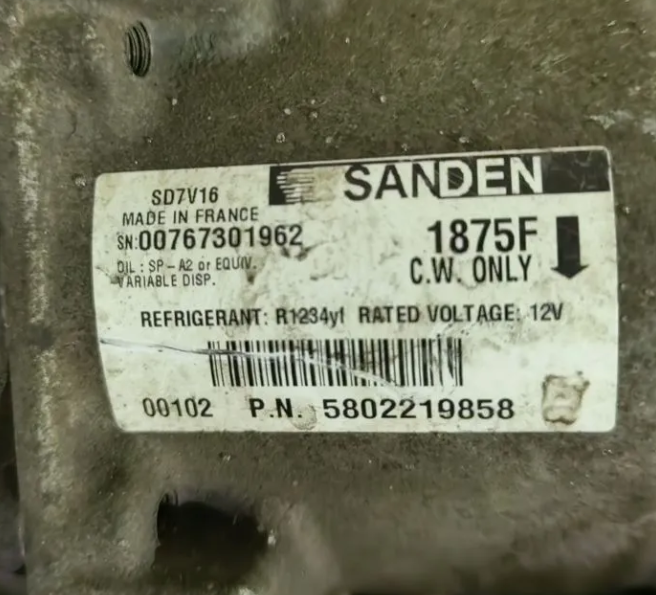 SANDEN
SD7V16
MADE IN FRANCE
SN:00767301962
1875F
OIL : SP-A2 or EQUIV.
C.W. ONLY
VARIABLE DISP.
REFRIGERANT: R1234yf RATED VOLTAGE: 12V
00102 P.N. 5802219858